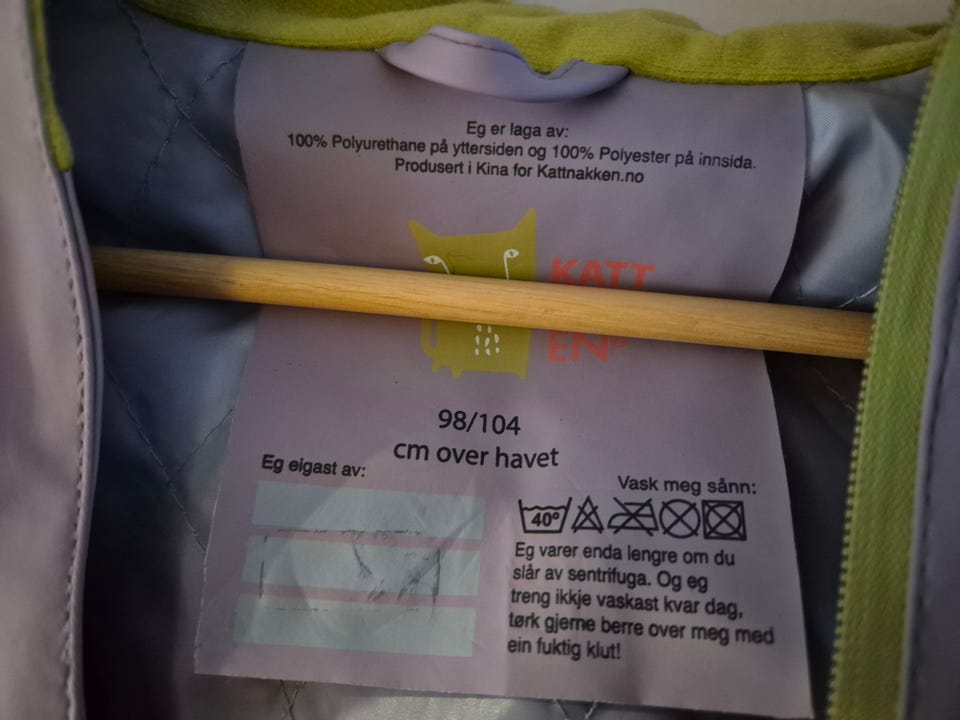 Eg er laga av:
100% Polyurethane på yttersiden og 100% Polyester på innsida.
Produsert i Kina for Kattnakken.no
KATT
EN
98/104
cm over havet
Eg eigast av:
Vask meg sånn:
40°
Eg varer enda lengre om du
slår av sentrifuga. Og eg
treng ikkje vaskast kvar dag,
tørk gjerne berre over meg med
ein fuktig klut!